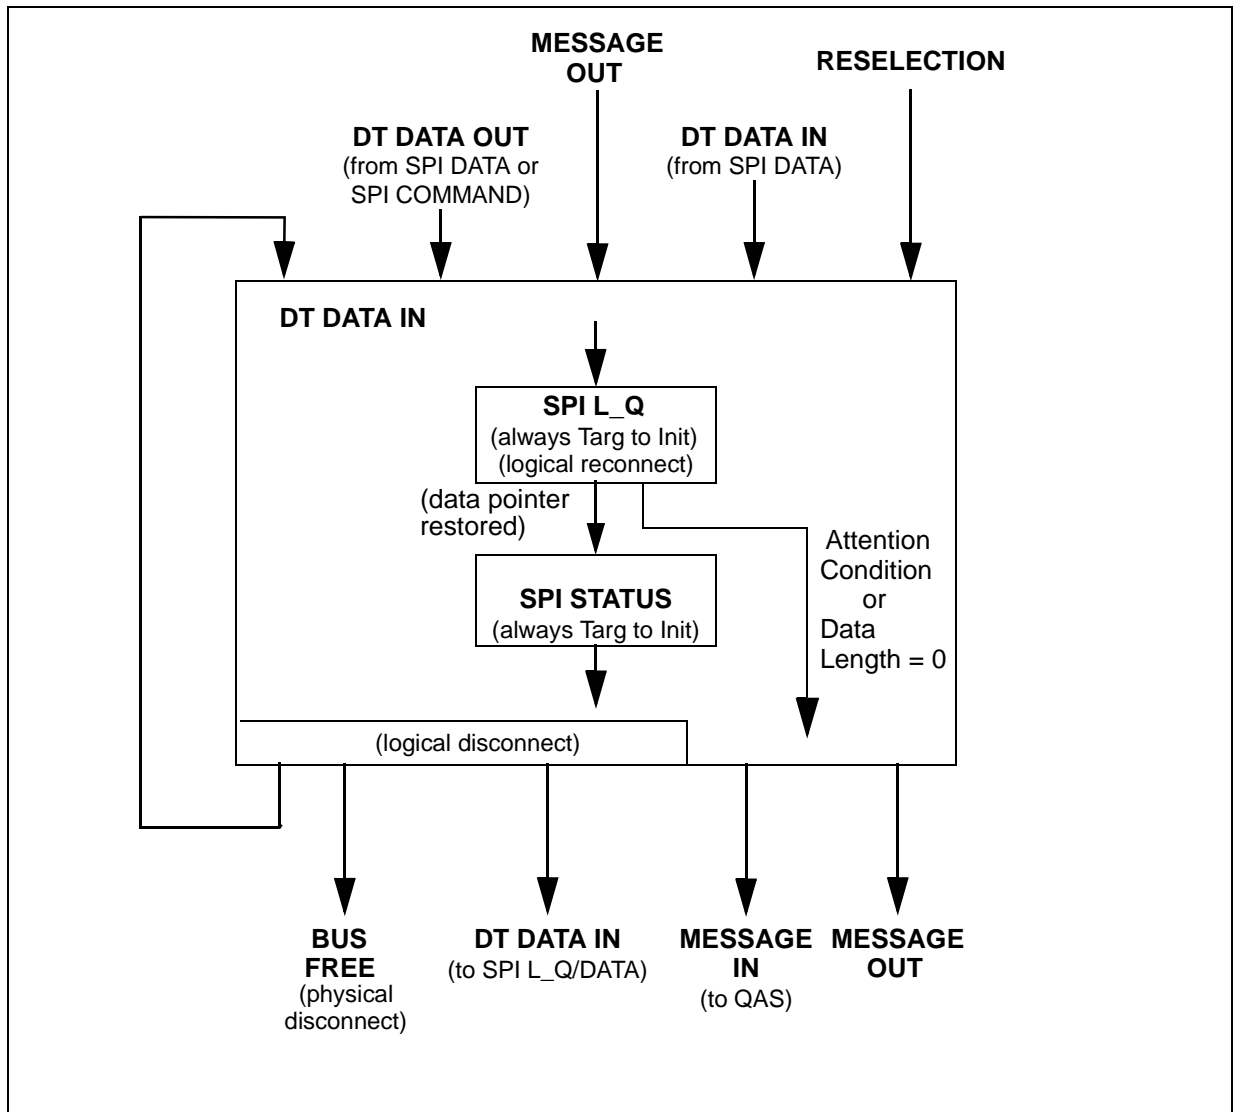 MESSAGE
OUT
RESELECTION
DT DATA OUT
(from SPI DATA or
SPI COMMAND)
DT DATA IN
(from SPI DATA)
DT DATA IN
SPI L_Q
(always Targ to Init)
(logical reconnect)
(data pointer
restored)
Attention
Condition
or
Data
Length = 0
SPI STATUS
(always Targ to Init)
(logical disconnect)
BUS
FREE
(physical
disconnect)
DT DATA IN
(to SPI L_Q/DATA)
MESSAGE
IN
(to QAS)
MESSAGE
OUT